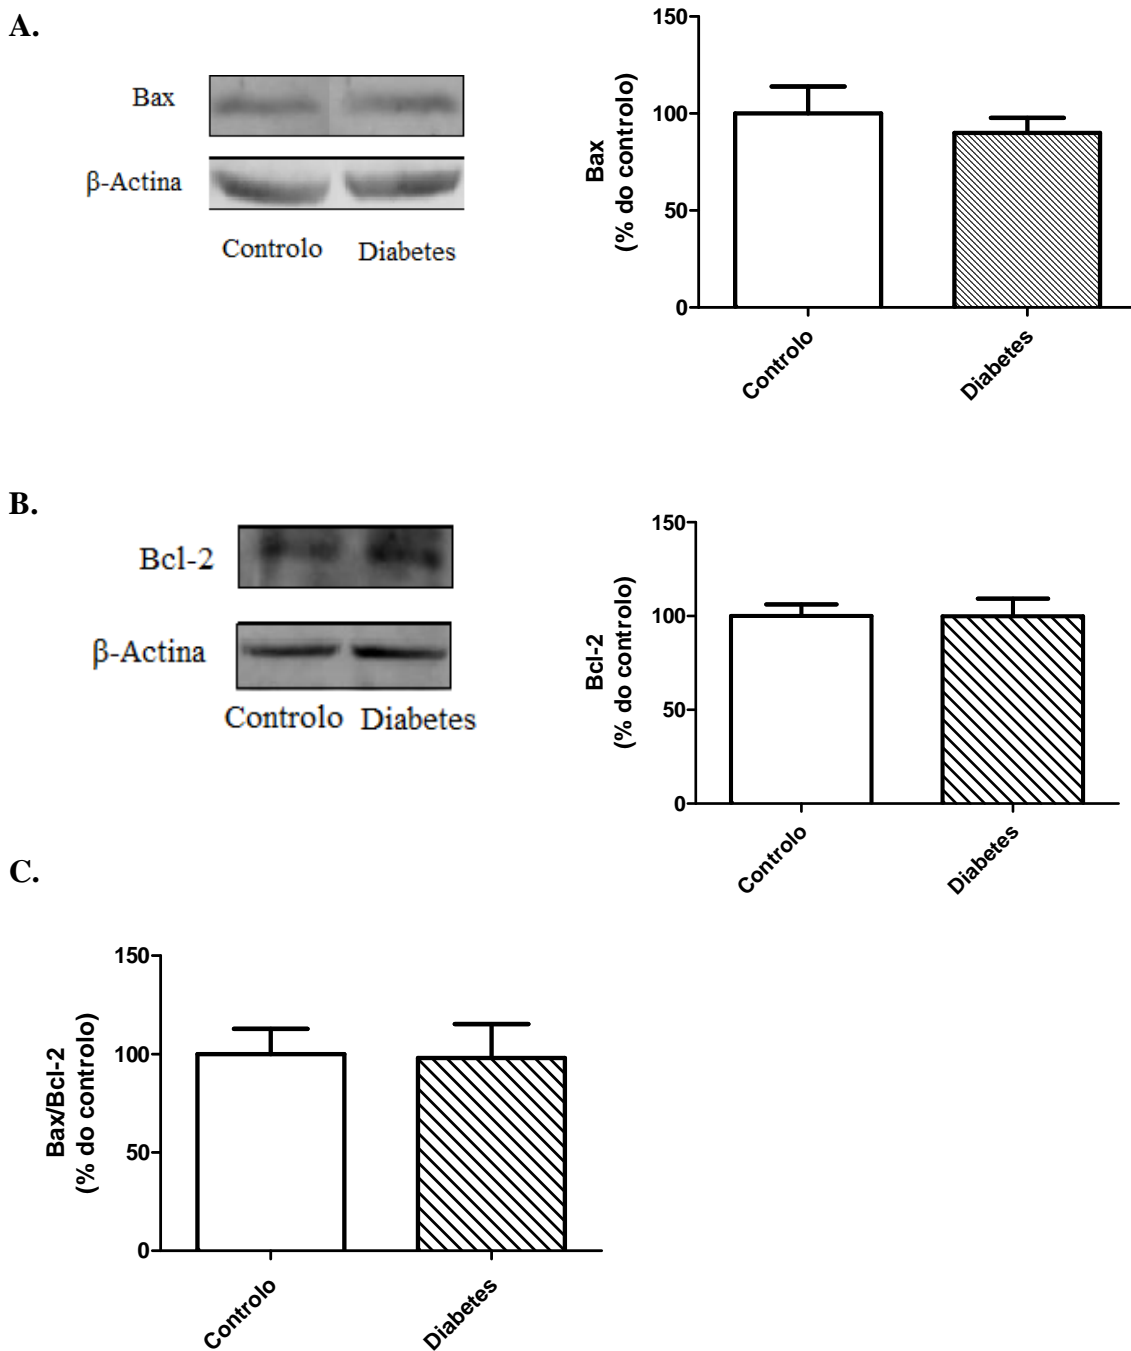 A.
Bax
β-Actina
Controlo Diabetes
Bax
(% do controlo)
150
100
50
0
Controlo
Diabetes
B.
Bcl-2
β-Actina
Controlo Diabetes
Bcl-2
(% do controlo)
150
100
50
0
Controlo
Diabetes
C.
Bax/Bcl-2
(% do controlo)
150
100
50
0
Controlo
Diabetes